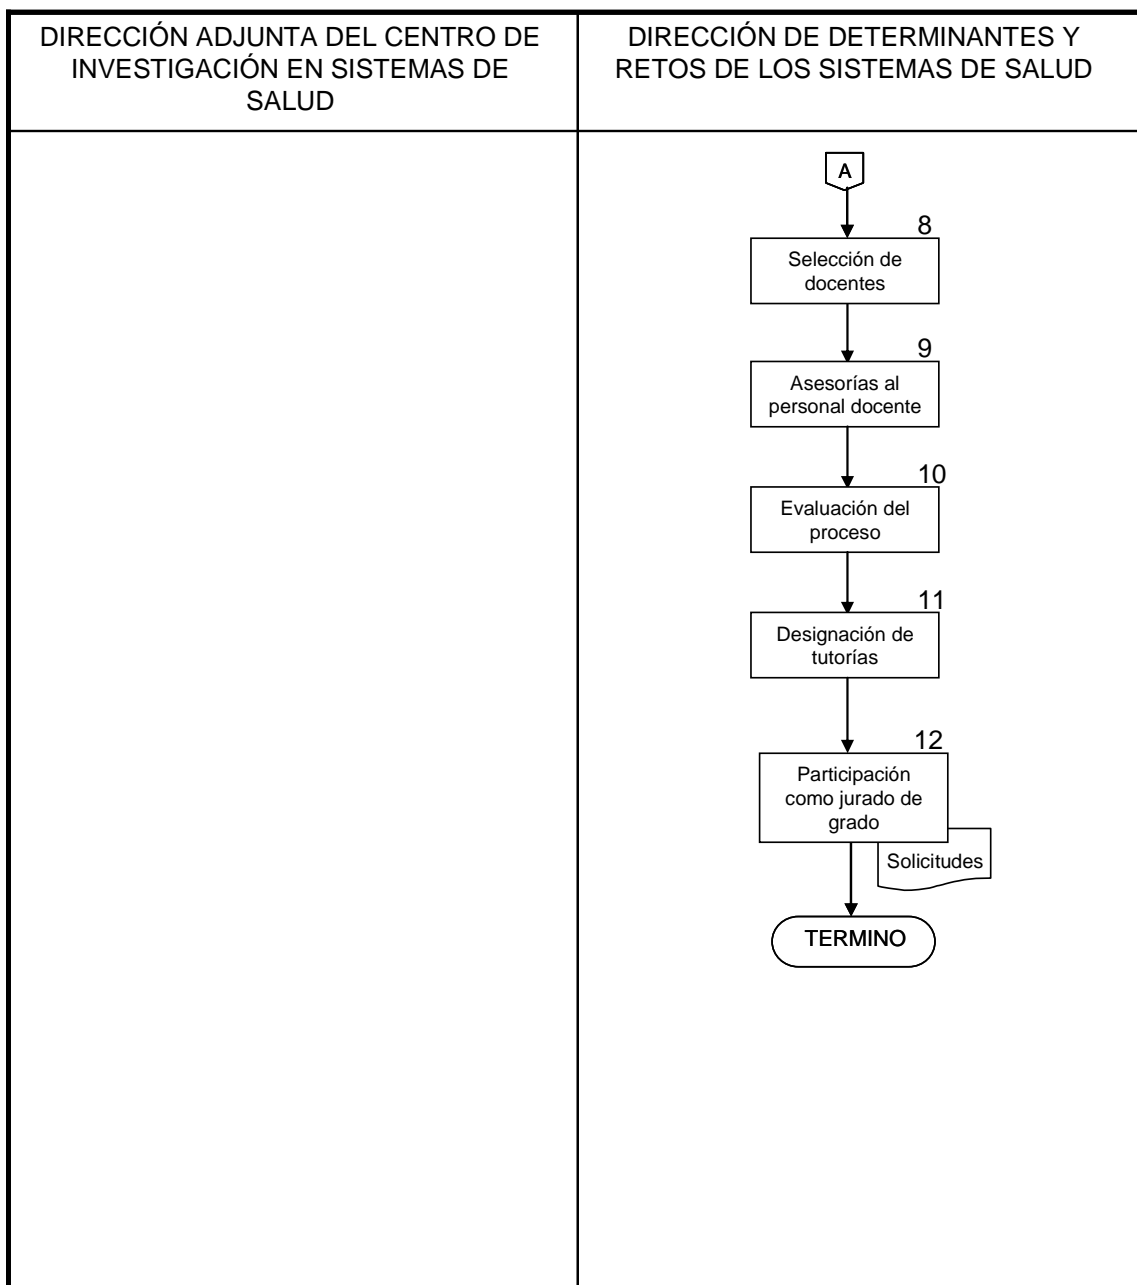 DIRECCIÓN ADJUNTA DEL CENTRO DE
INVESTIGACIÓN EN SISTEMAS DE
SALUD
DIRECCIÓN DE DETERMINANTES Y
RETOS DE LOS SISTEMAS DE SALUD
A
8
Selección de
docentes
9
Asesorías al
personal docente
10
Evaluación del
proceso
11
Designación de
tutorías
12
Participación
como jurado de
grado
Solicitudes
TERMINO